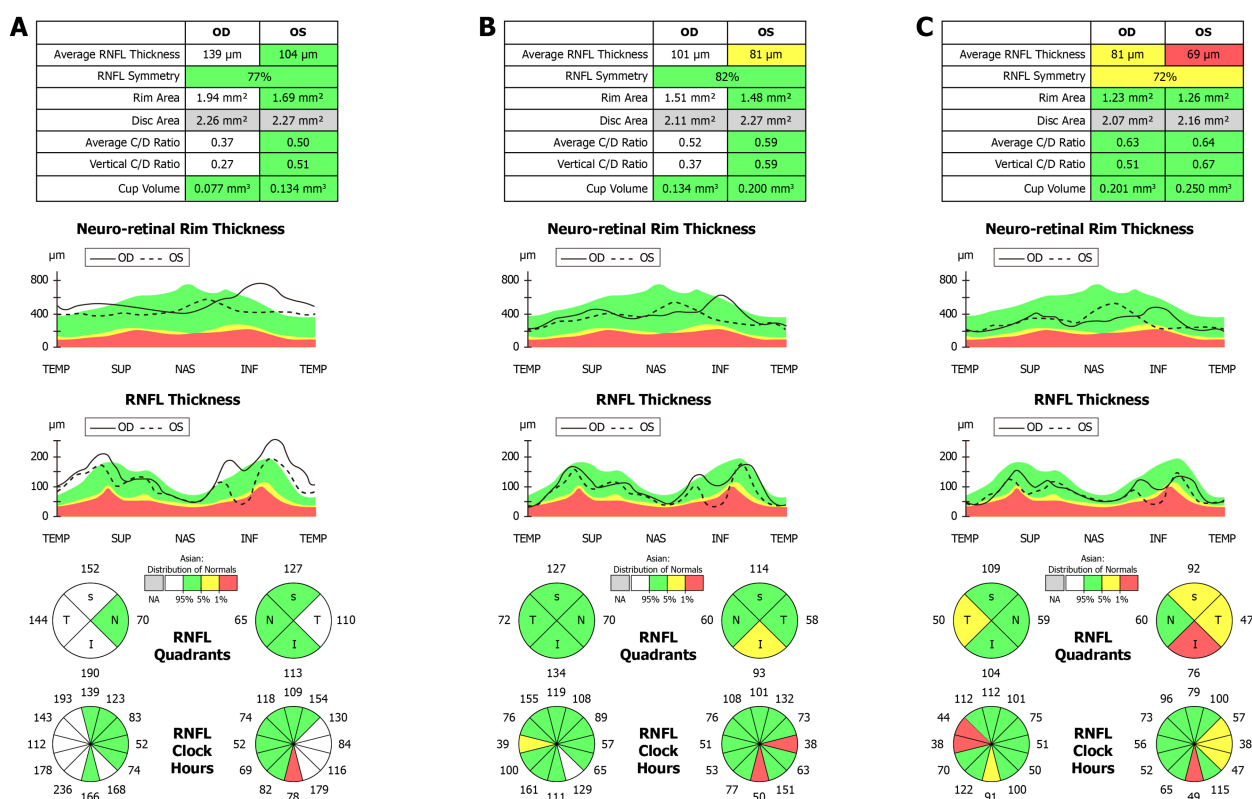 A
OD OS
Average RNFL Thickness 139 µm 104 µm
RNFL Symmetry 77%
Rim Area 1.94 mm² 1.69 mm²
Disc Area 2.26 mm² 2.27 mm²
Average C/D Ratio 0.37 0.50
Vertical C/D Ratio 0.27 0.51
Cup Volume 0.077 mm³ 0.134 mm³
Neuro-retinal Rim Thickness
µm
OD OS
800
400
0
TEMP SUP NAS INF TEMP
RNFL Thickness
µm
OD OS
200
100
0
TEMP SUP NAS INF TEMP
Asian:
Distribution of Normals
NA 95% 5% 1%
RNFL
Quadrants
152
144 T S N I 70
190
127
65 N S T I 110
113
RNFL
Clock
Hours
139 123 83 52 74 168 166 236 178 112 143 193
109 154 130 84 116 179 78 82 69 52 74 118
B
OD OS
Average RNFL Thickness 101 µm 81 µm
RNFL Symmetry 82%
Rim Area 1.51 mm² 1.48 mm²
Disc Area 2.11 mm² 2.27 mm²
Average C/D Ratio 0.52 0.59
Vertical C/D Ratio 0.37 0.59
Cup Volume 0.134 mm³ 0.200 mm³
Neuro-retinal Rim Thickness
µm
OD OS
800
400
0
TEMP SUP NAS INF TEMP
RNFL Thickness
µm
OD OS
200
100
0
TEMP SUP NAS INF TEMP
Asian:
Distribution of Normals
NA 95% 5% 1%
RNFL
Quadrants
127
72 T S N I 70
134
114
60 N S T I 58
93
RNFL
Clock
Hours
119 108 89 57 65 129 111 161 100 39 76 155
101 132 73 38 63 151 50 77 53 51 76 108
C
OD OS
Average RNFL Thickness 81 µm 69 µm
RNFL Symmetry 72%
Rim Area 1.23 mm² 1.26 mm²
Disc Area 2.07 mm² 2.16 mm²
Average C/D Ratio 0.63 0.64
Vertical C/D Ratio 0.51 0.67
Cup Volume 0.201 mm³ 0.250 mm³
Neuro-retinal Rim Thickness
µm
OD OS
800
400
0
TEMP SUP NAS INF TEMP
RNFL Thickness
µm
OD OS
200
100
0
TEMP SUP NAS INF TEMP
Asian:
Distribution of Normals
NA 95% 5% 1%
RNFL
Quadrants
109
50 T S N I 59
104
92
60 N S T I 47
76
RNFL
Clock
Hours
112 101 75 51 50 100 91 122 70 38 44 112
79 100 57 38 47 115 49 65 52 56 73 96